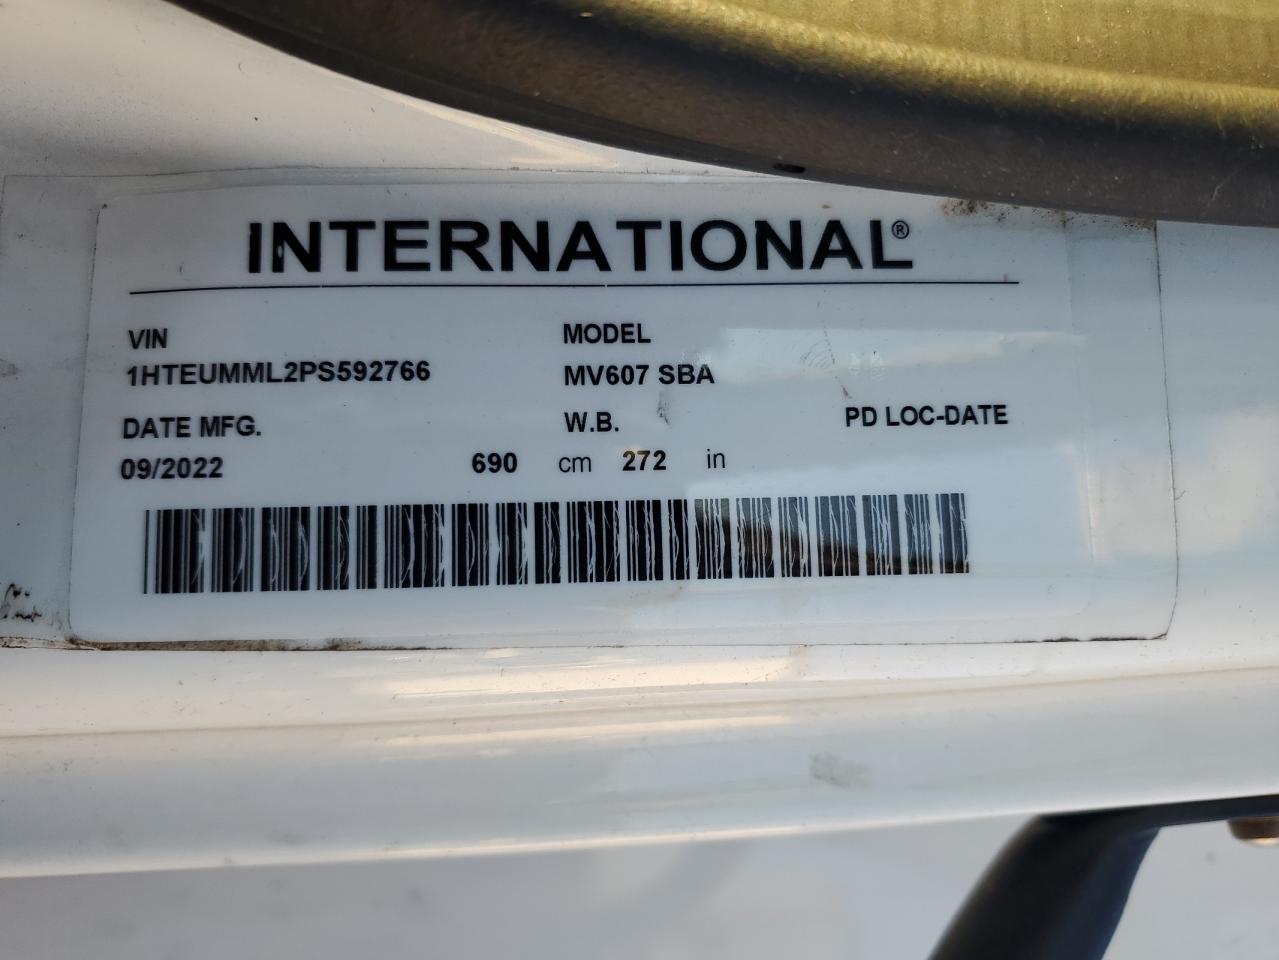 INTERNATIONAL®
VIN MODEL
1HTEUMML2PS592766 MV607 SBA
DATE MFG. W.B. PD LOC-DATE
09/2022 690 cm 272 in